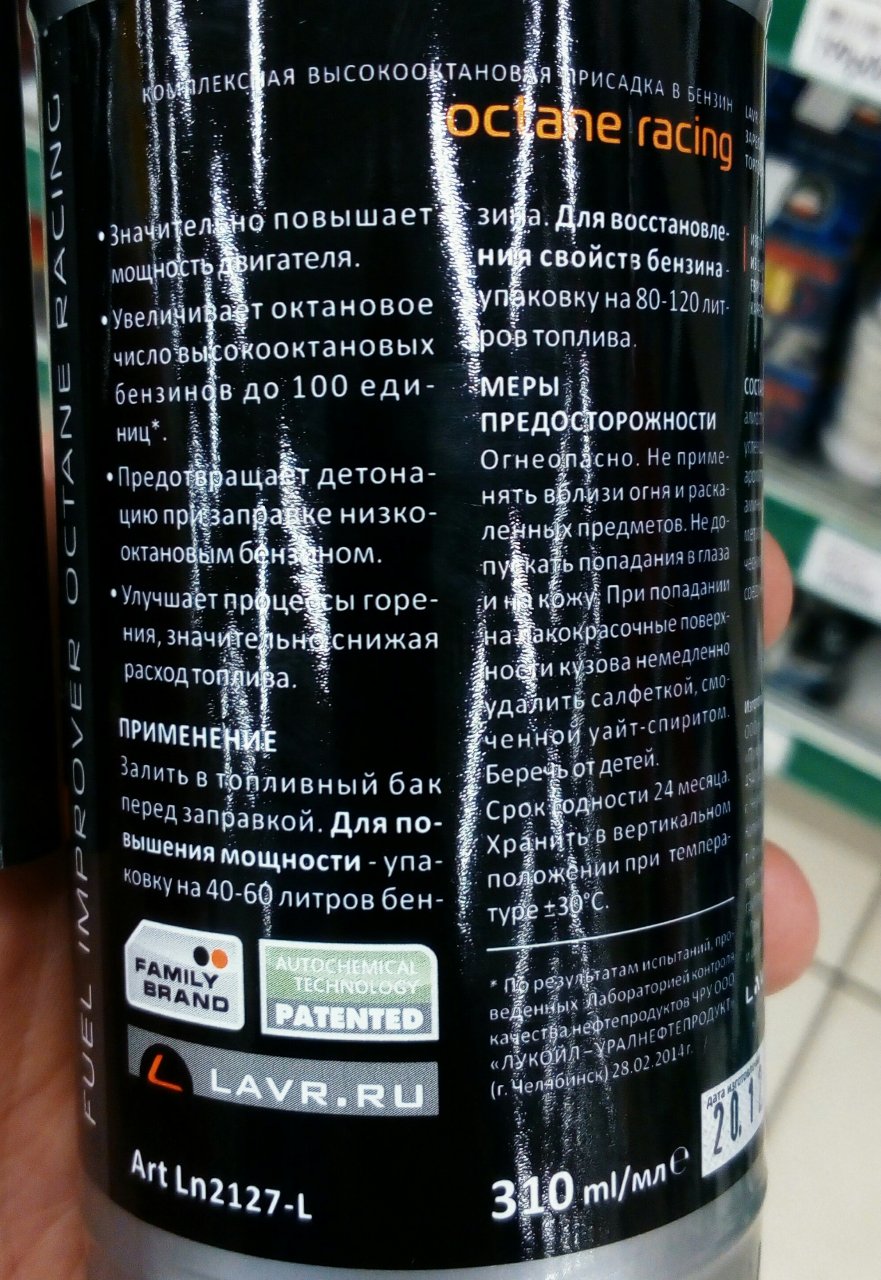 КОМПЛЕКСНАЯ ВЫСОКООКТАНОВАЯ ПРИСАДКА В БЕНЗИН
octane racing
FUEL IMPROVER OCTANE RACING
• Значительно повышает
мощность двигателя.
• Увеличивает октановое
число высокооктановых
бензинов до 100 еди-
ниц*.
• Предотвращает детона-
цию при заправке низко-
октановым бензином.
• Улучшает процессы горе-
ния, значительно снижая
расход топлива.
ПРИМЕНЕНИЕ
Залить в топливный бак
перед заправкой. Для по-
вышения мощности - упа-
ковку на 40-60 литров бен-
зина. Для восстановле-
ния свойств бензина -
упаковку на 80-120 лит-
ров топлива.
МЕРЫ
ПРЕДОСТОРОЖНОСТИ
Огнеопасно. Не приме-
нять вблизи огня и раска-
ленных предметов. Не до-
пускать попадания в глаза
и на кожу. При попадании
на лакокрасочные поверх-
ности кузова немедленно
удалить салфеткой, смо-
ченной уайт-спиритом.
Беречь от детей.
Срок годности 24 месяца.
Хранить в вертикальном
положении при темпера-
туре ±30°С.
* По результатам испытаний, про-
веденных Лабораторией контроля
качества нефтепродуктов ЧРУ ООО
«ЛУКОЙЛ – УРАЛНЕФТЕПРОДУКТ»
(г. Челябинск) 28.02.2014г.
FAMILY
BRAND
AUTOCHEMICAL
TECHNOLOGY
PATENTED
LAVR.RU
Art Ln2127-L
310 ml/мл ℮
дата изготовления
20.12